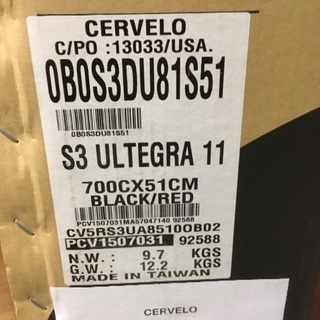 CERVELO
C/PO :13033/USA.
0B0S3DU81S51
0B0S3DU81S51
S3 ULTEGRA 11
700CX51CM
BLACK/RED
PCV1507031MA57047140 92588
CV5RS3UA8510OB02
PCV1507031 92588
N.W. : 9.7 KGS
G.W. : 12.2 KGS
MADE IN TAIWAN
CERVELO